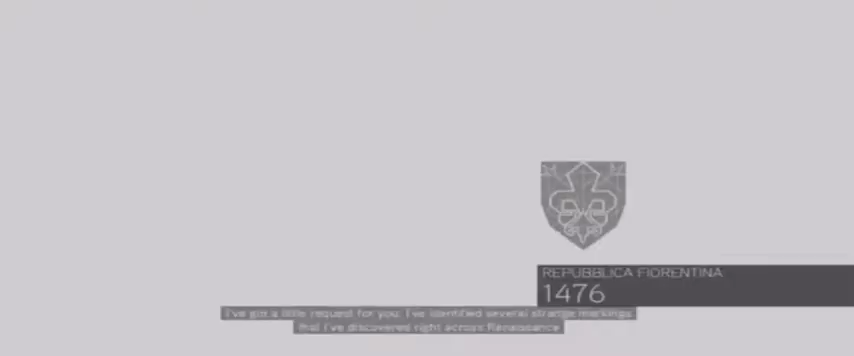 REPUBBLICA FIORENTINA
1476
I've got a little request for you: I've identified several strange markings
that I've discovered right across Renaissance